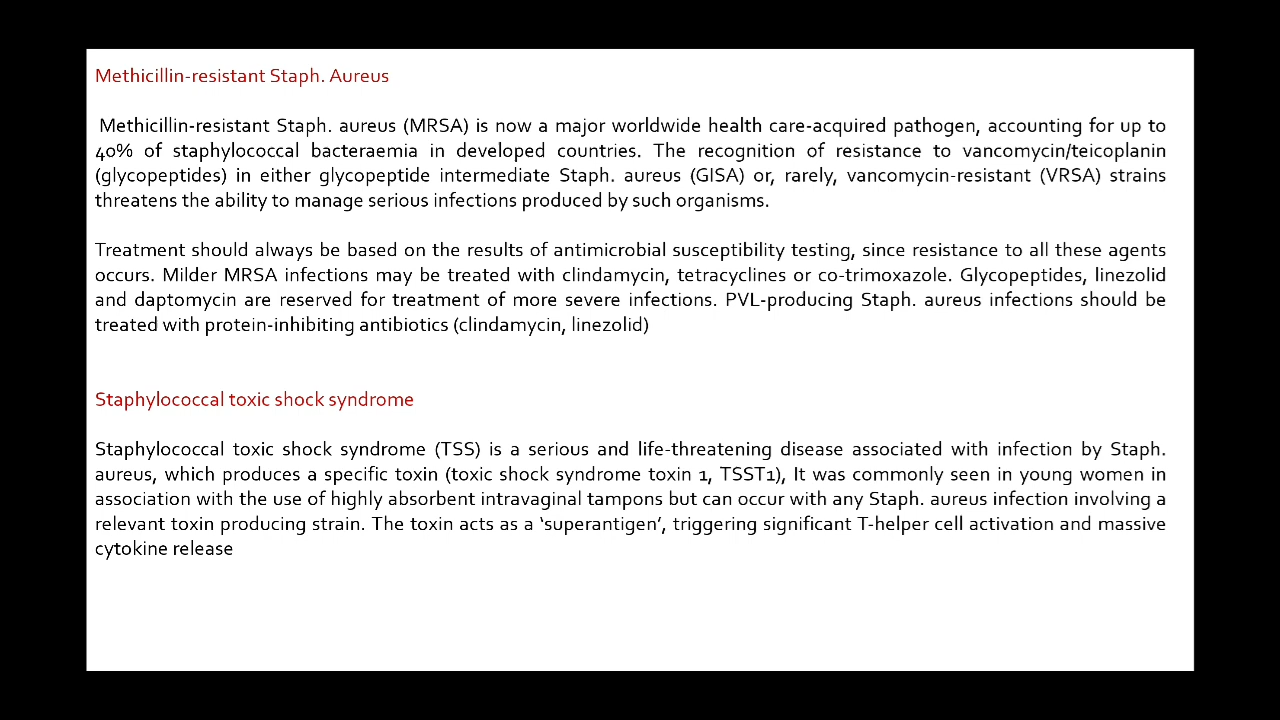 Methicillin-resistant Staph. Aureus
Methicillin-resistant Staph. aureus (MRSA) is now a major worldwide health care-acquired pathogen, accounting for up to
40% of staphylococcal bacteraemia in developed countries. The recognition of resistance to vancomycin/teicoplanin
(glycopeptides) in either glycopeptide intermediate Staph. aureus (GISA) or, rarely, vancomycin-resistant (VRSA) strains
threatens the ability to manage serious infections produced by such organisms.
Treatment should always be based on the results of antimicrobial susceptibility testing, since resistance to all these agents
occurs. Milder MRSA infections may be treated with clindamycin, tetracyclines or co-trimoxazole. Glycopeptides, linezolid
and daptomycin are reserved for treatment of more severe infections. PVL-producing Staph. aureus infections should be
treated with protein-inhibiting antibiotics (clindamycin, linezolid)
Staphylococcal toxic shock syndrome
Staphylococcal toxic shock syndrome (TSS) is a serious and life-threatening disease associated with infection by Staph.
aureus, which produces a specific toxin (toxic shock syndrome toxin 1, TSST1), It was commonly seen in young women in
association with the use of highly absorbent intravaginal tampons but can occur with any Staph. aureus infection involving a
relevant toxin producing strain. The toxin acts as a ‘superantigen’, triggering significant T-helper cell activation and massive
cytokine release